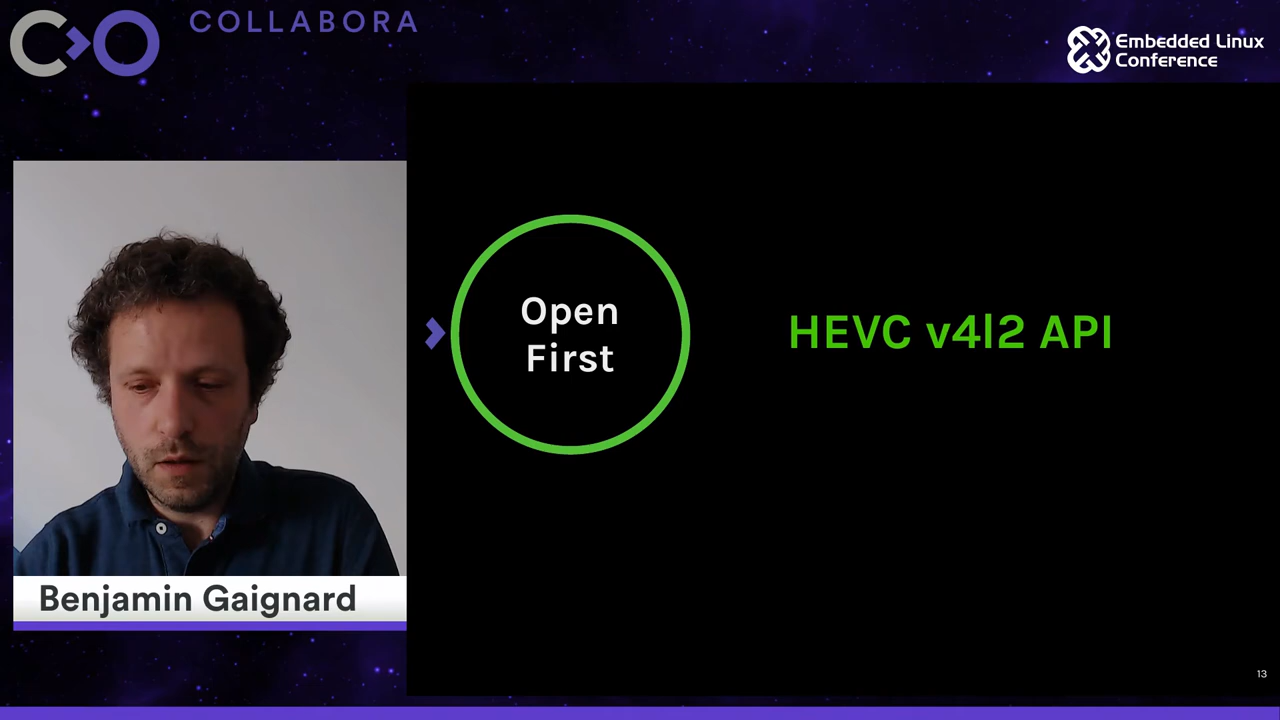 COLLABORA
Embedded Linux
Conference
Open
First
HEVC v4l2 API
Benjamin Gaignard
13